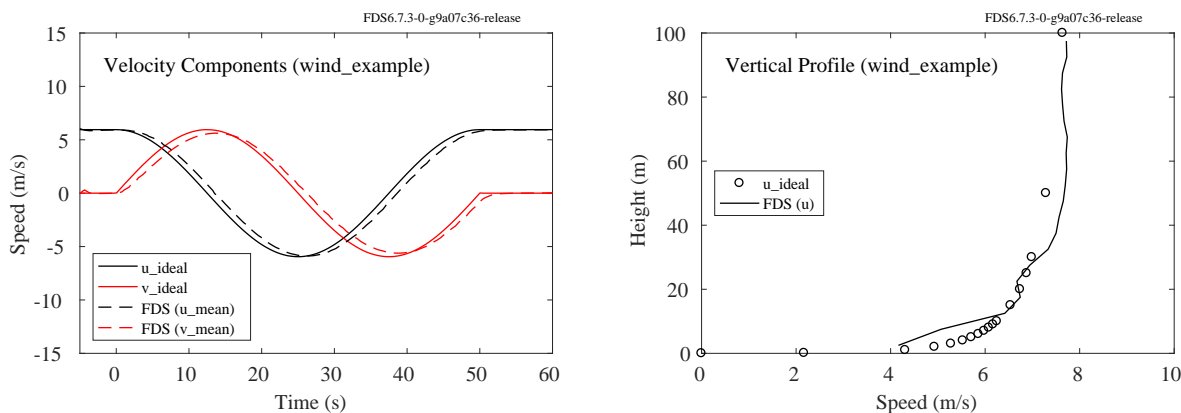 FDS6.7.3-0-g9a07c36-release
Velocity Components (wind_example)
15
10
5
0
-5
-10
-15
Speed (m/s)
u_ideal
v_ideal
FDS (u_mean)
FDS (v_mean)
0 10 20 30 40 50 60
Time (s)
FDS6.7.3-0-g9a07c36-release
Vertical Profile (wind_example)
100
80
60
40
20
0
Height (m)
u_ideal
FDS (u)
0 2 4 6 8 10
Speed (m/s)